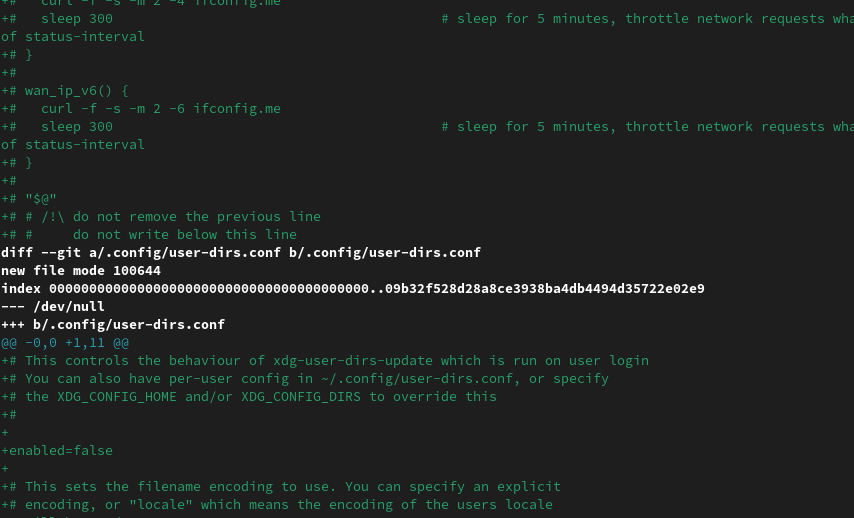 +#   curl -f -s -m 2 -4 ifconfig.me
+#   sleep 300                                         # sleep for 5 minutes, throttle network requests
of status-interval
+# }
+#
+# wan_ip_v6() {
+#   curl -f -s -m 2 -6 ifconfig.me
+#   sleep 300                                         # sleep for 5 minutes, throttle network requests
of status-interval
+# }
+#
+# "$@"
+# # /!\ do not remove the previous line
+# #     do not write below this line
diff --git a/.config/user-dirs.conf b/.config/user-dirs.conf
new file mode 100644
index 0000000000000000000000000000000000000000..09b32f528d28a8ce3938ba4db4494d35722e02e9
--- /dev/null
+++ b/.config/user-dirs.conf
@@ -0,0 +1,11 @@
+# This controls the behaviour of xdg-user-dirs-update which is run on user login
+# You can also have per-user config in ~/.config/user-dirs.conf, or specify
+# the XDG_CONFIG_HOME and/or XDG_CONFIG_DIRS to override this
+#
+
+enabled=false
+
+# This sets the filename encoding to use. You can specify an explicit
+# encoding, or "locale" which means the encoding of the users locale